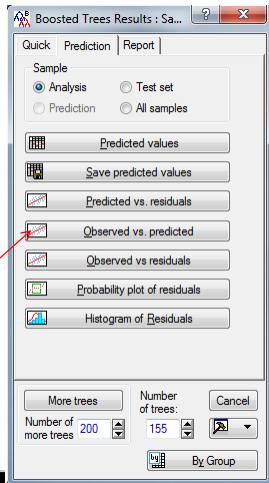 Boosted Trees Results : Sa...
Quick Prediction Report
Sample
Analysis Test set
Prediction All samples
Predicted values
Save predicted values
Predicted vs. residuals
Observed vs. predicted
Observed vs residuals
Probability plot of residuals
Histogram of Residuals
More trees
Number of more trees 200
Number of trees:
155
Cancel
By Group